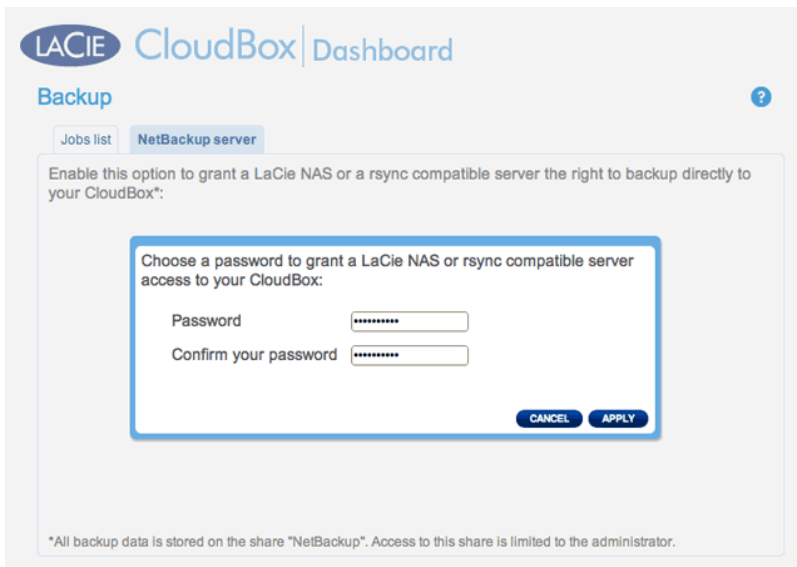 LACIE CloudBox Dashboard
Backup
?
Jobs list NetBackup server
Enable this option to grant a LaCie NAS or a rsync compatible server the right to backup directly to
your CloudBox*:
Choose a password to grant a LaCie NAS or rsync compatible server
access to your CloudBox:
Password ••••••••••
Confirm your password ••••••••••
CANCEL APPLY
*All backup data is stored on the share "NetBackup". Access to this share is limited to the administrator.